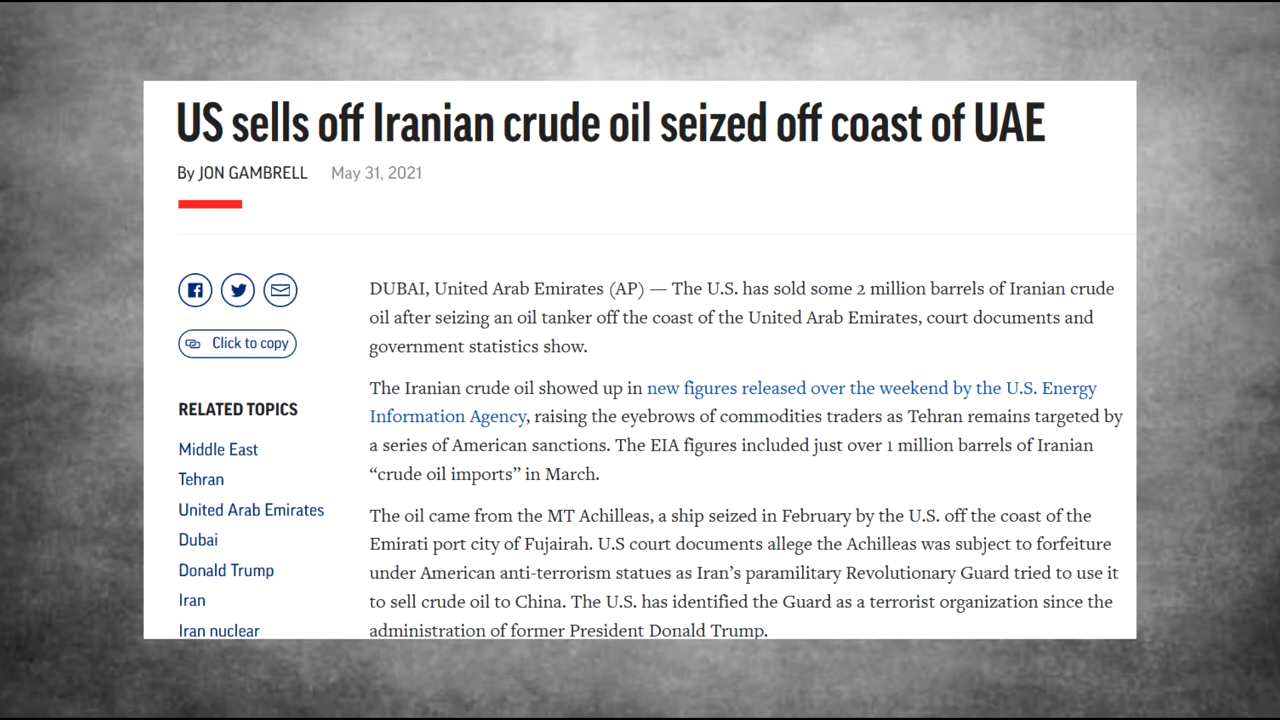 US sells off Iranian crude oil seized off coast of UAE
By JON GAMBRELL May 31, 2021
Click to copy
RELATED TOPICS
Middle East
Tehran
United Arab Emirates
Dubai
Donald Trump
Iran
Iran nuclear
DUBAI, United Arab Emirates (AP) — The U.S. has sold some 2 million barrels of Iranian crude
oil after seizing an oil tanker off the coast of the United Arab Emirates, court documents and
government statistics show.
The Iranian crude oil showed up in new figures released over the weekend by the U.S. Energy
Information Agency, raising the eyebrows of commodities traders as Tehran remains targeted by
a series of American sanctions. The EIA figures included just over 1 million barrels of Iranian
“crude oil imports” in March.
The oil came from the MT Achilleas, a ship seized in February by the U.S. off the coast of the
Emirati port city of Fujairah. U.S court documents allege the Achilleas was subject to forfeiture
under American anti-terrorism statues as Iran’s paramilitary Revolutionary Guard tried to use it
to sell crude oil to China. The U.S. has identified the Guard as a terrorist organization since the
administration of former President Donald Trump.